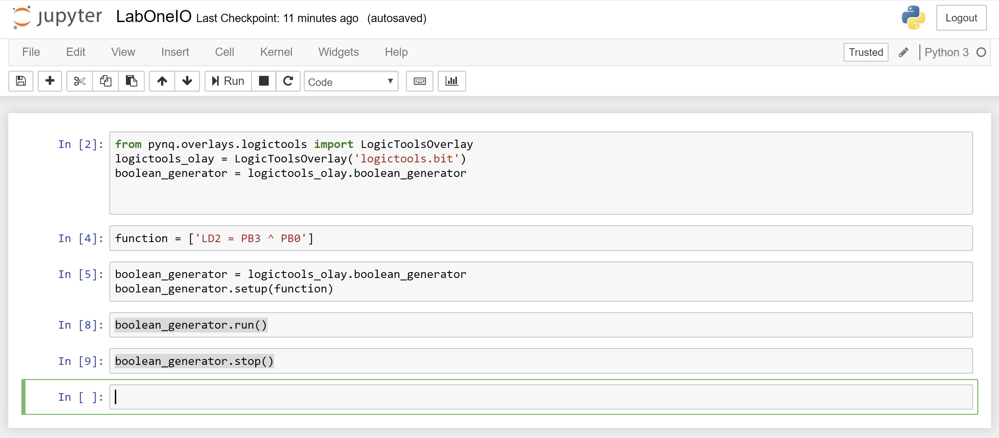 jupyter LabOneIO Last Checkpoint: 11 minutes ago (autosaved) Logout
File Edit View Insert Cell Kernel Widgets Help Trusted Python 3
Run Code
In [2]: from pynq.overlays.logictools import LogicToolsOverlay
logictools_olay = LogicToolsOverlay('logictools.bit')
boolean_generator = logictools_olay.boolean_generator
In [4]: function = ['LD2 = PB3 ^ PB0']
In [5]: boolean_generator = logictools_olay.boolean_generator
boolean_generator.setup(function)
In [8]: boolean_generator.run()
In [9]: boolean_generator.stop()
In [ ]: